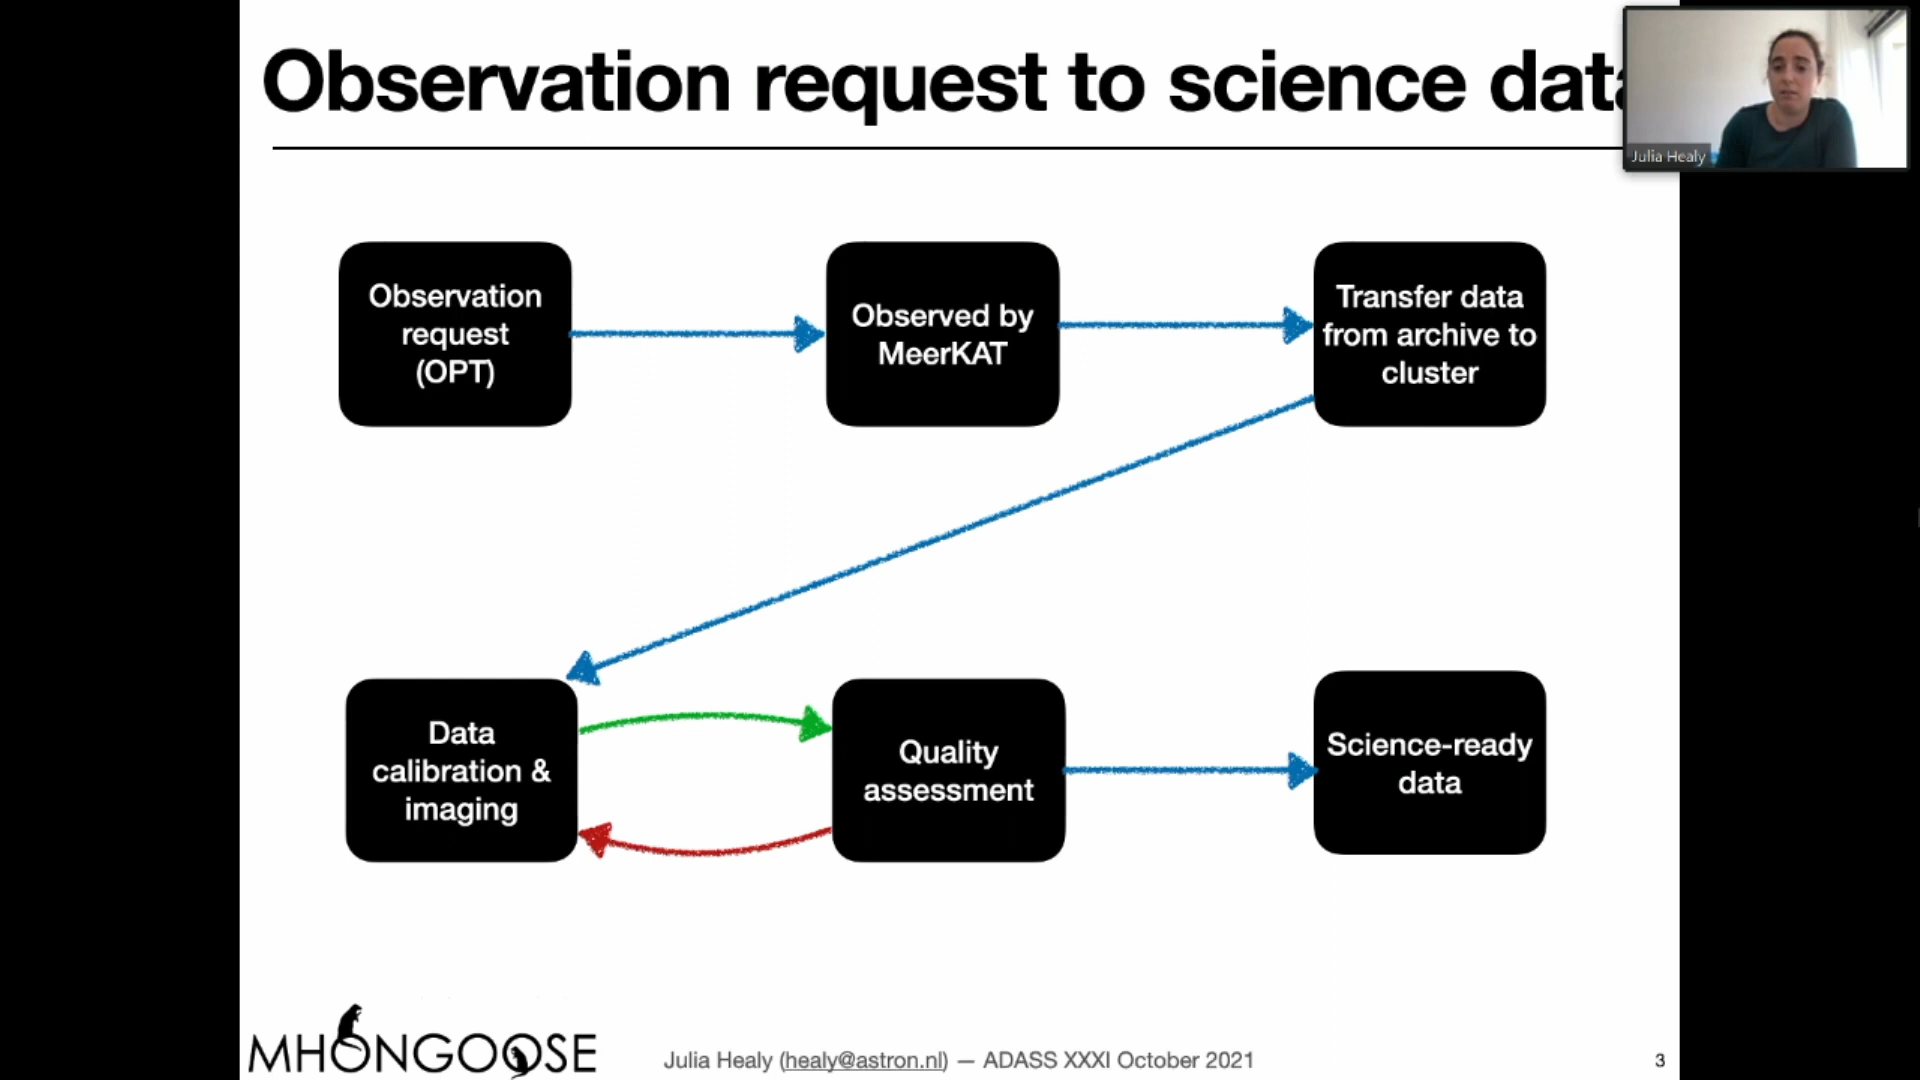 Observation request to science data
Julia Healy
Observation
request
(OPT)
Observed by
MeerKAT
Transfer data
from archive to
cluster
Data
calibration &
imaging
Quality
assessment
Science-ready
data
MHONGOOSE
Julia Healy (healy@astron.nl) — ADASS XXXI October 2021
3